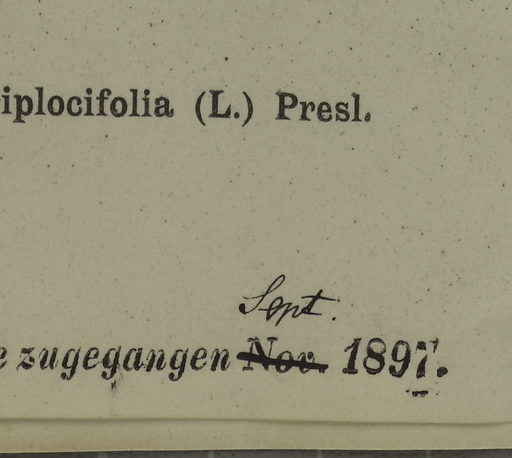 iplocifolia (L.) Presl.
Sept.
e zugegangen Nov. 1897.